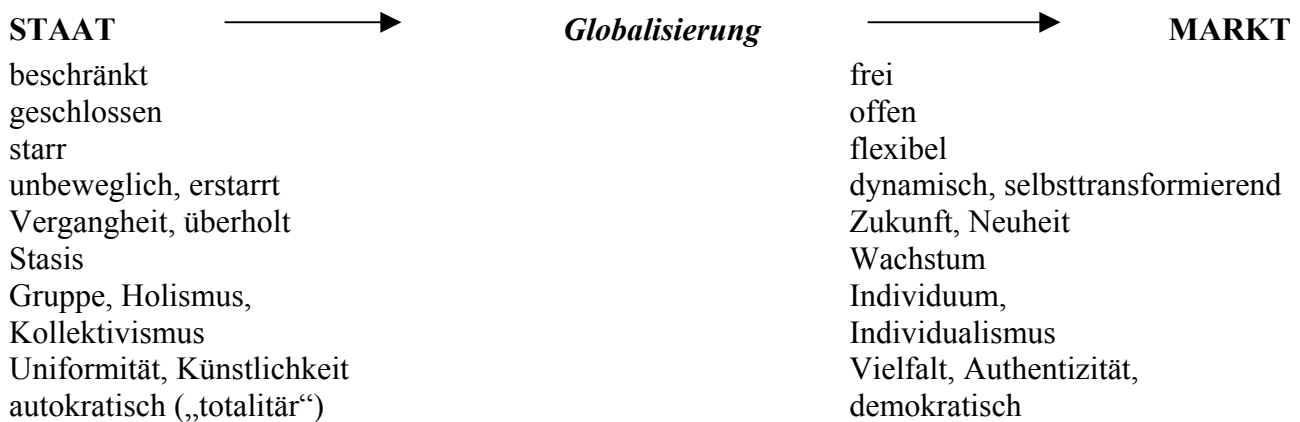 STAAT Globalisierung MARKT
beschränkt frei
geschlossen offen
starr flexibel
unbeweglich, erstarrt dynamisch, selbsttransformierend
Vergangheit, überholt Zukunft, Neuheit
Stasis Wachstum
Gruppe, Holismus, Individuum,
Kollektivismus Individualismus
Uniformität, Künstlichkeit Vielfalt, Authentizität,
autokratisch („totalitär“) demokratisch